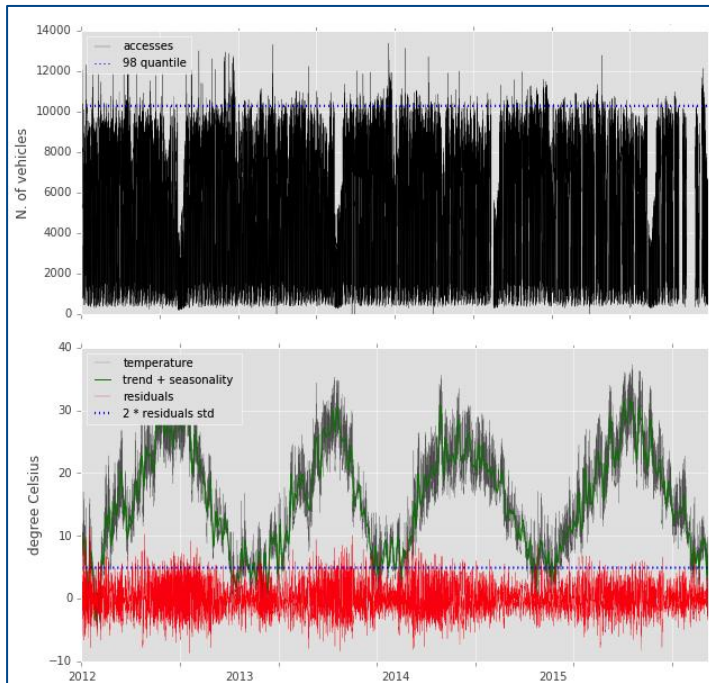 14000
accesses
98 quantile
12000
10000
8000
6000
4000
2000
0
N. of vehicles
40
temperature
trend + seasonality
residuals
2 * residuals std
30
20
10
0
−10
degree Celsius
2012
2013
2014
2015